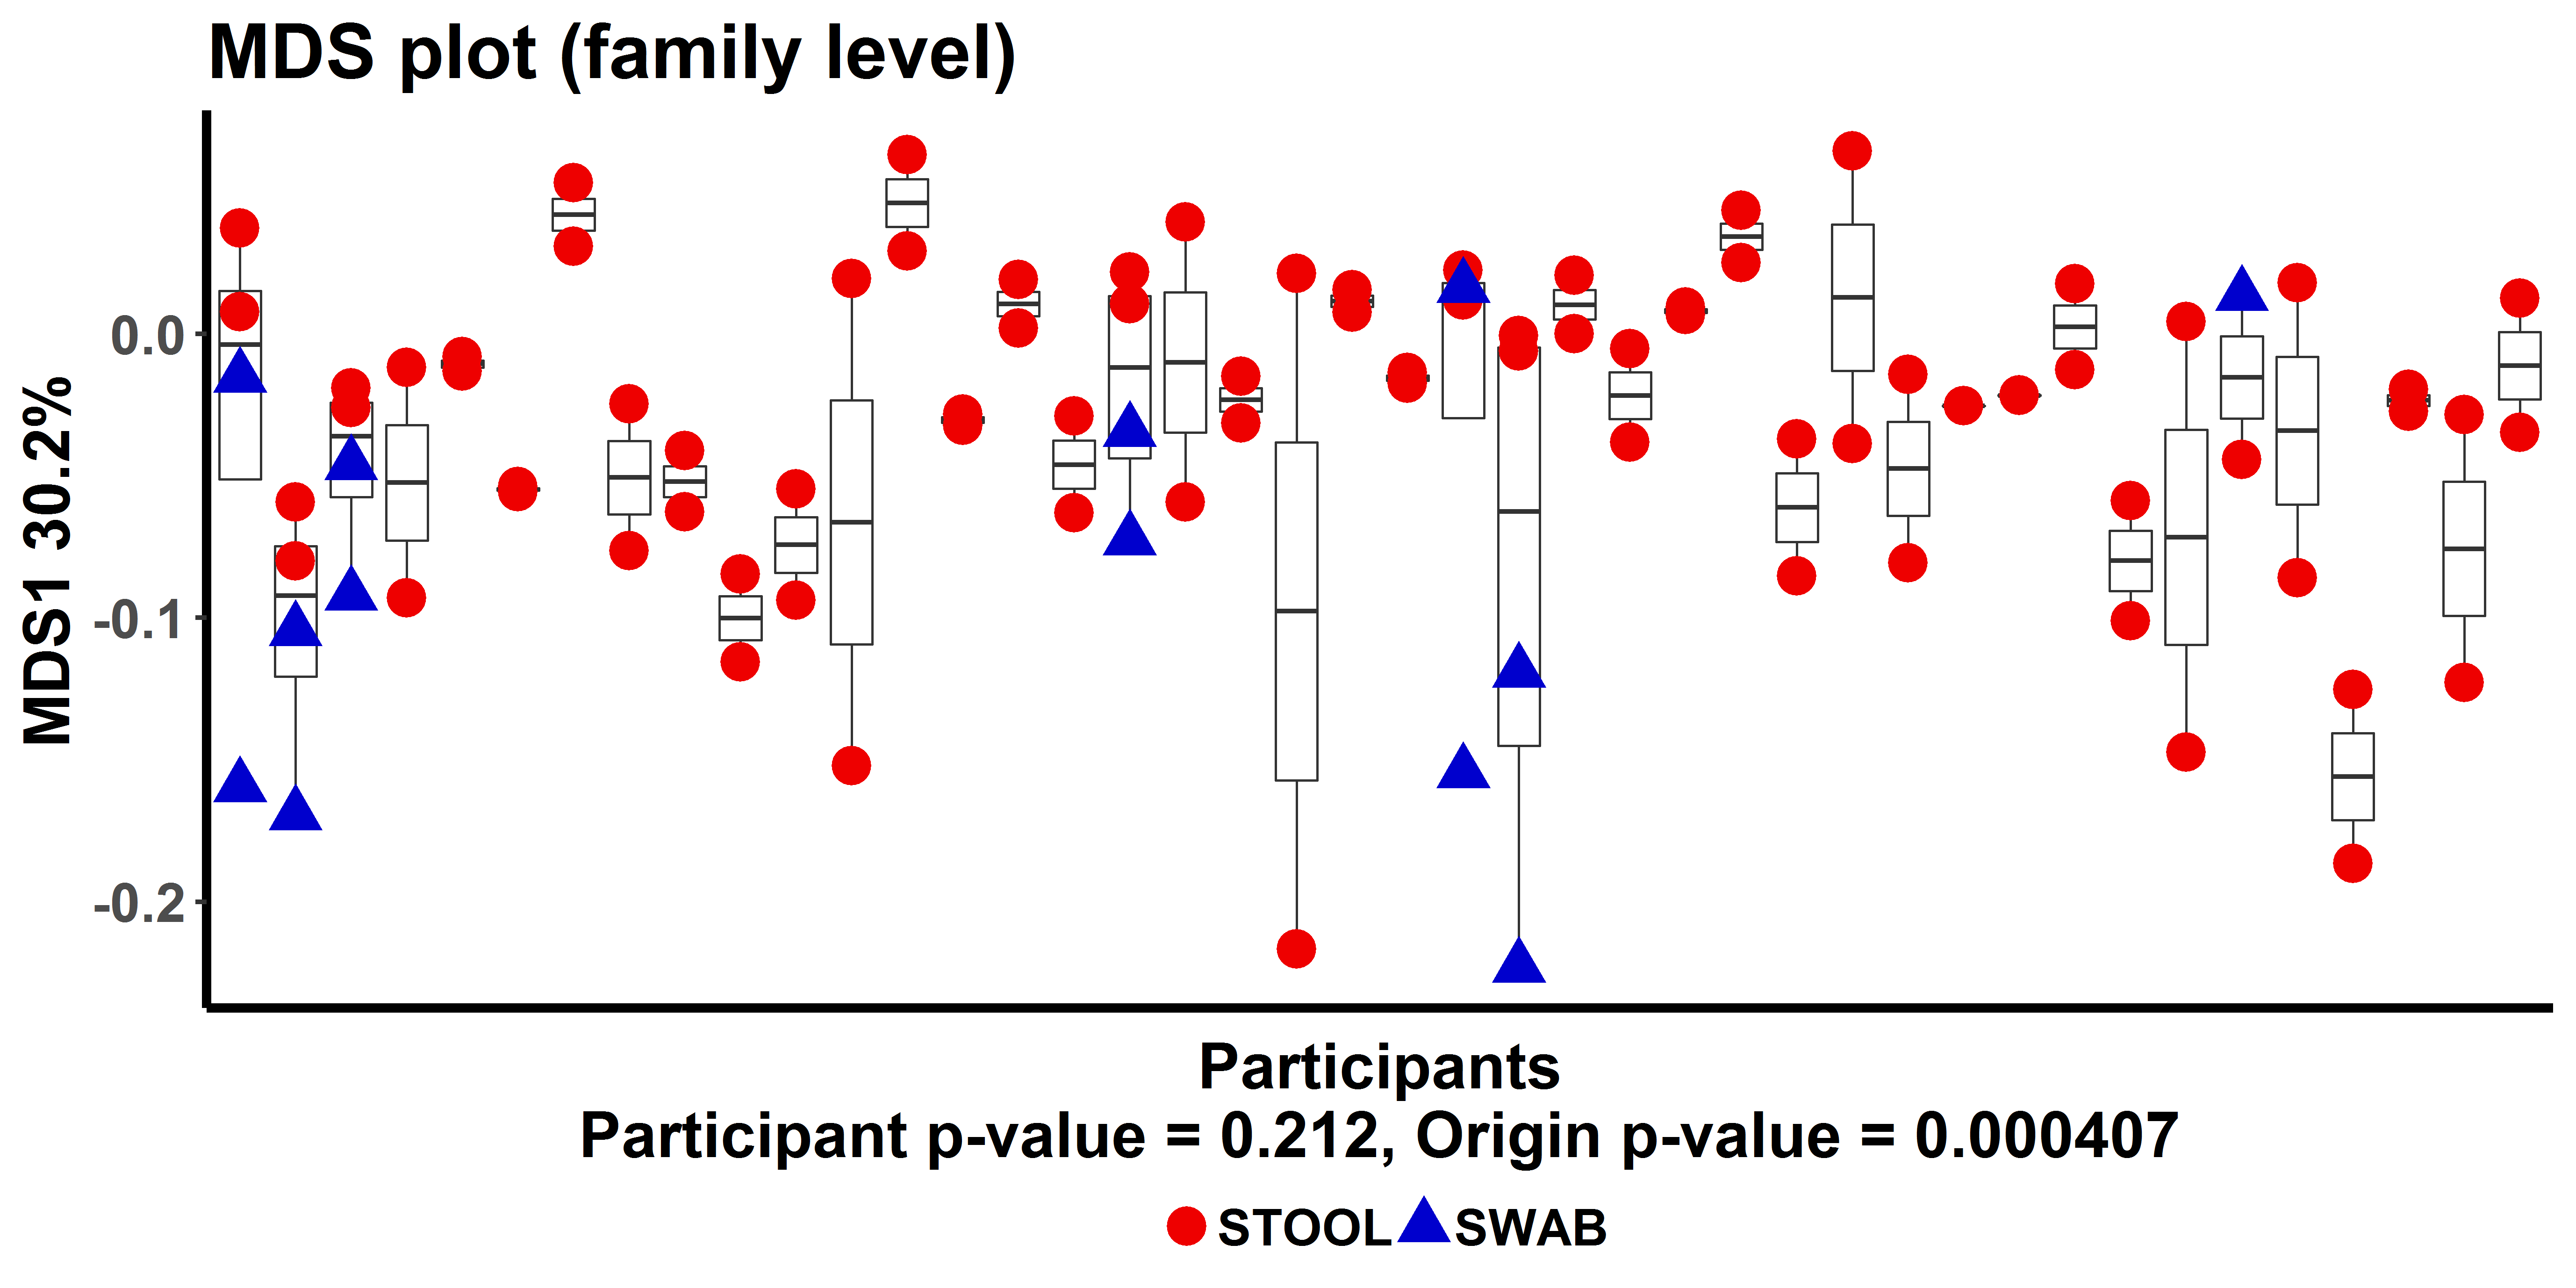 MDS plot (family level)
MDS1 30.2%
0.0
-0.1
-0.2
Participants
Participant p-value = 0.212, Origin p-value = 0.000407
STOOL SWAB